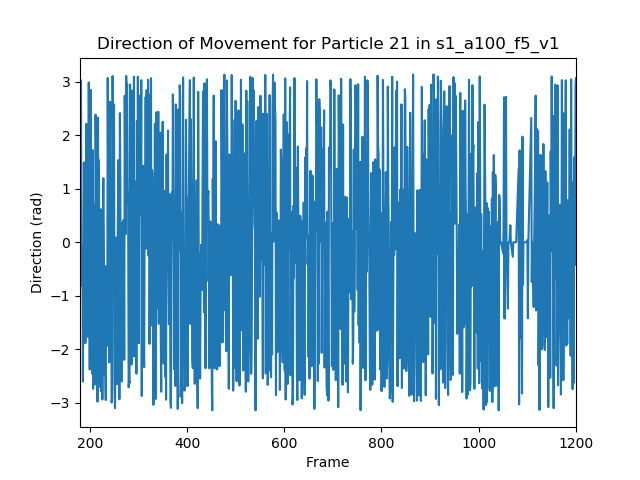 Direction of Movement for Particle 21 in s1_a100_f5_v1
3
2
1
0
−1
−2
−3
Direction (rad)
200 400 600 800 1000 1200
Frame